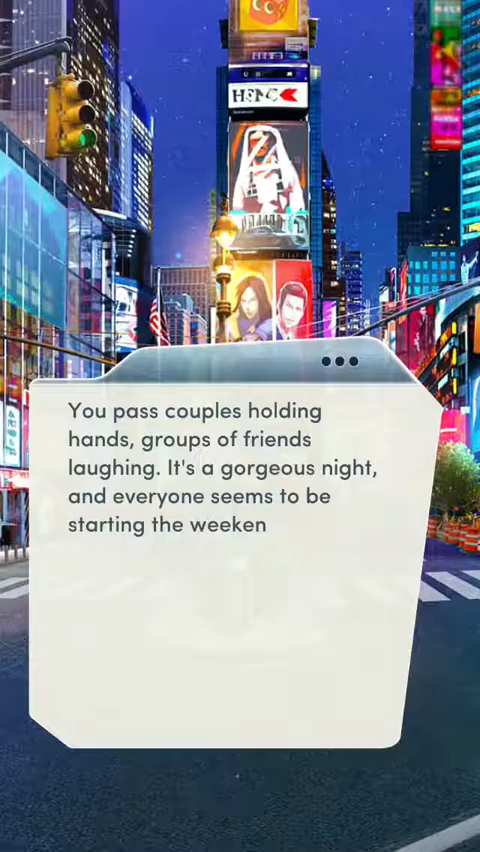 You pass couples holding
hands, groups of friends
laughing. It's a gorgeous night,
and everyone seems to be
starting the weeken